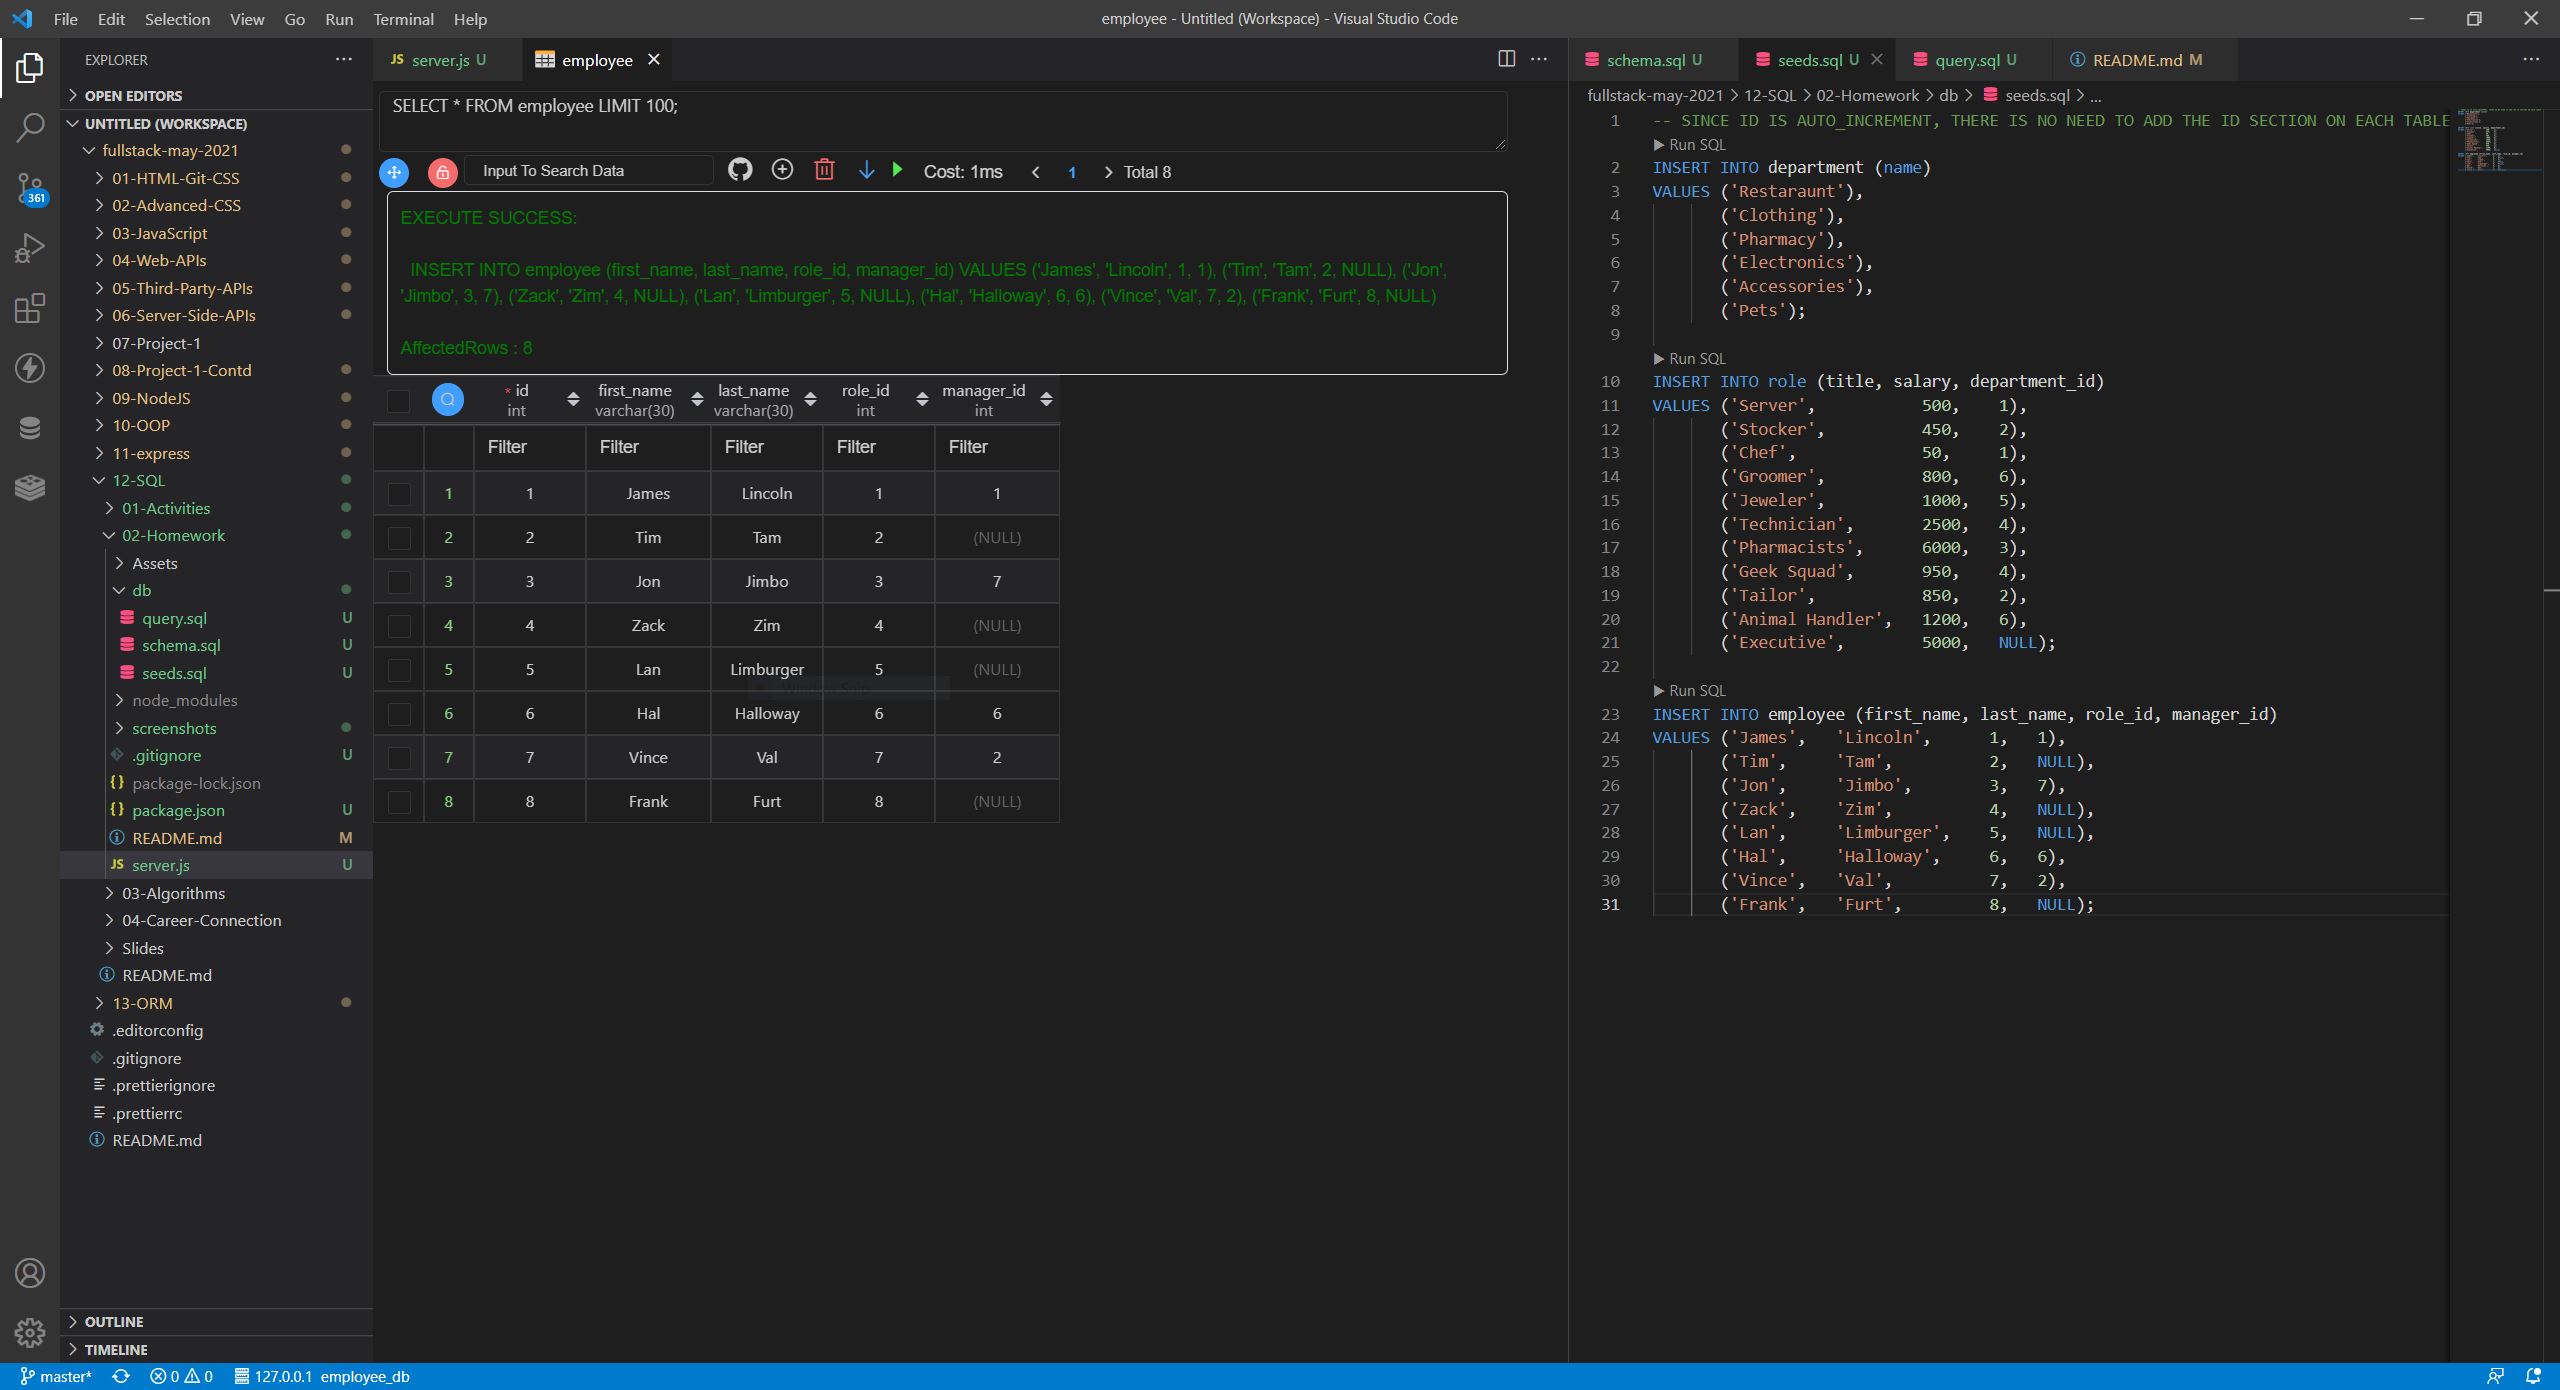 File Edit Selection View Go Run Terminal Help
employee - Untitled (Workspace) - Visual Studio Code
EXPLORER
OPEN EDITORS
UNTITLED (WORKSPACE)
fullstack-may-2021
01-HTML-Git-CSS
02-Advanced-CSS
03-JavaScript
04-Web-APIs
05-Third-Party-APIs
06-Server-Side-APIs
07-Project-1
08-Project-1-Contd
09-NodeJS
10-OOP
11-express
12-SQL
01-Activities
02-Homework
Assets
db
query.sql U
schema.sql U
seeds.sql U
node_modules
screenshots
.gitignore U
package-lock.json
package.json U
README.md M
JS server.js U
03-Algorithms
04-Career-Connection
Slides
README.md
13-ORM
.editorconfig
.gitignore
.prettierignore
.prettierrc
README.md
OUTLINE
TIMELINE
361
JS server.js U
employee
SELECT * FROM employee LIMIT 100;
Input To Search Data
Cost: 1ms
1
Total 8
EXECUTE SUCCESS:
INSERT INTO employee (first_name, last_name, role_id, manager_id) VALUES ('James', 'Lincoln', 1, 1), ('Tim', 'Tam', 2, NULL), ('Jon',
'Jimbo', 3, 7), ('Zack', 'Zim', 4, NULL), ('Lan', 'Limburger', 5, NULL), ('Hal', 'Halloway', 6, 6), ('Vince', 'Val', 7, 2), ('Frank', 'Furt', 8, NULL)
AffectedRows : 8
* id first_name last_name role_id manager_id
int varchar(30) varchar(30) int int
Filter Filter Filter Filter Filter
1 1 James Lincoln 1 1
2 2 Tim Tam 2 (NULL)
3 3 Jon Jimbo 3 7
4 4 Zack Zim 4 (NULL)
5 5 Lan Limburger 5 (NULL)
6 6 Hal Halloway 6 6
7 7 Vince Val 7 2
8 8 Frank Furt 8 (NULL)
schema.sql U
seeds.sql U
query.sql U
README.md M
fullstack-may-2021 > 12-SQL > 02-Homework > db > seeds.sql > ...
1 -- SINCE ID IS AUTO_INCREMENT, THERE IS NO NEED TO ADD THE ID SECTION ON EACH TABLE
Run SQL
2 INSERT INTO department (name)
3 VALUES ('Restaraunt'),
4 ('Clothing'),
5 ('Pharmacy'),
6 ('Electronics'),
7 ('Accessories'),
8 ('Pets');
9
Run SQL
10 INSERT INTO role (title, salary, department_id)
11 VALUES ('Server', 500, 1),
12 ('Stocker', 450, 2),
13 ('Chef', 50, 1),
14 ('Groomer', 800, 6),
15 ('Jeweler', 1000, 5),
16 ('Technician', 2500, 4),
17 ('Pharmacists', 6000, 3),
18 ('Geek Squad', 950, 4),
19 ('Tailor', 850, 2),
20 ('Animal Handler', 1200, 6),
21 ('Executive', 5000, NULL);
22
Run SQL
23 INSERT INTO employee (first_name, last_name, role_id, manager_id)
24 VALUES ('James', 'Lincoln', 1, 1),
25 ('Tim', 'Tam', 2, NULL),
26 ('Jon', 'Jimbo', 3, 7),
27 ('Zack', 'Zim', 4, NULL),
28 ('Lan', 'Limburger', 5, NULL),
29 ('Hal', 'Halloway', 6, 6),
30 ('Vince', 'Val', 7, 2),
31 ('Frank', 'Furt', 8, NULL);
master* 0 0 127.0.0.1 employee_db